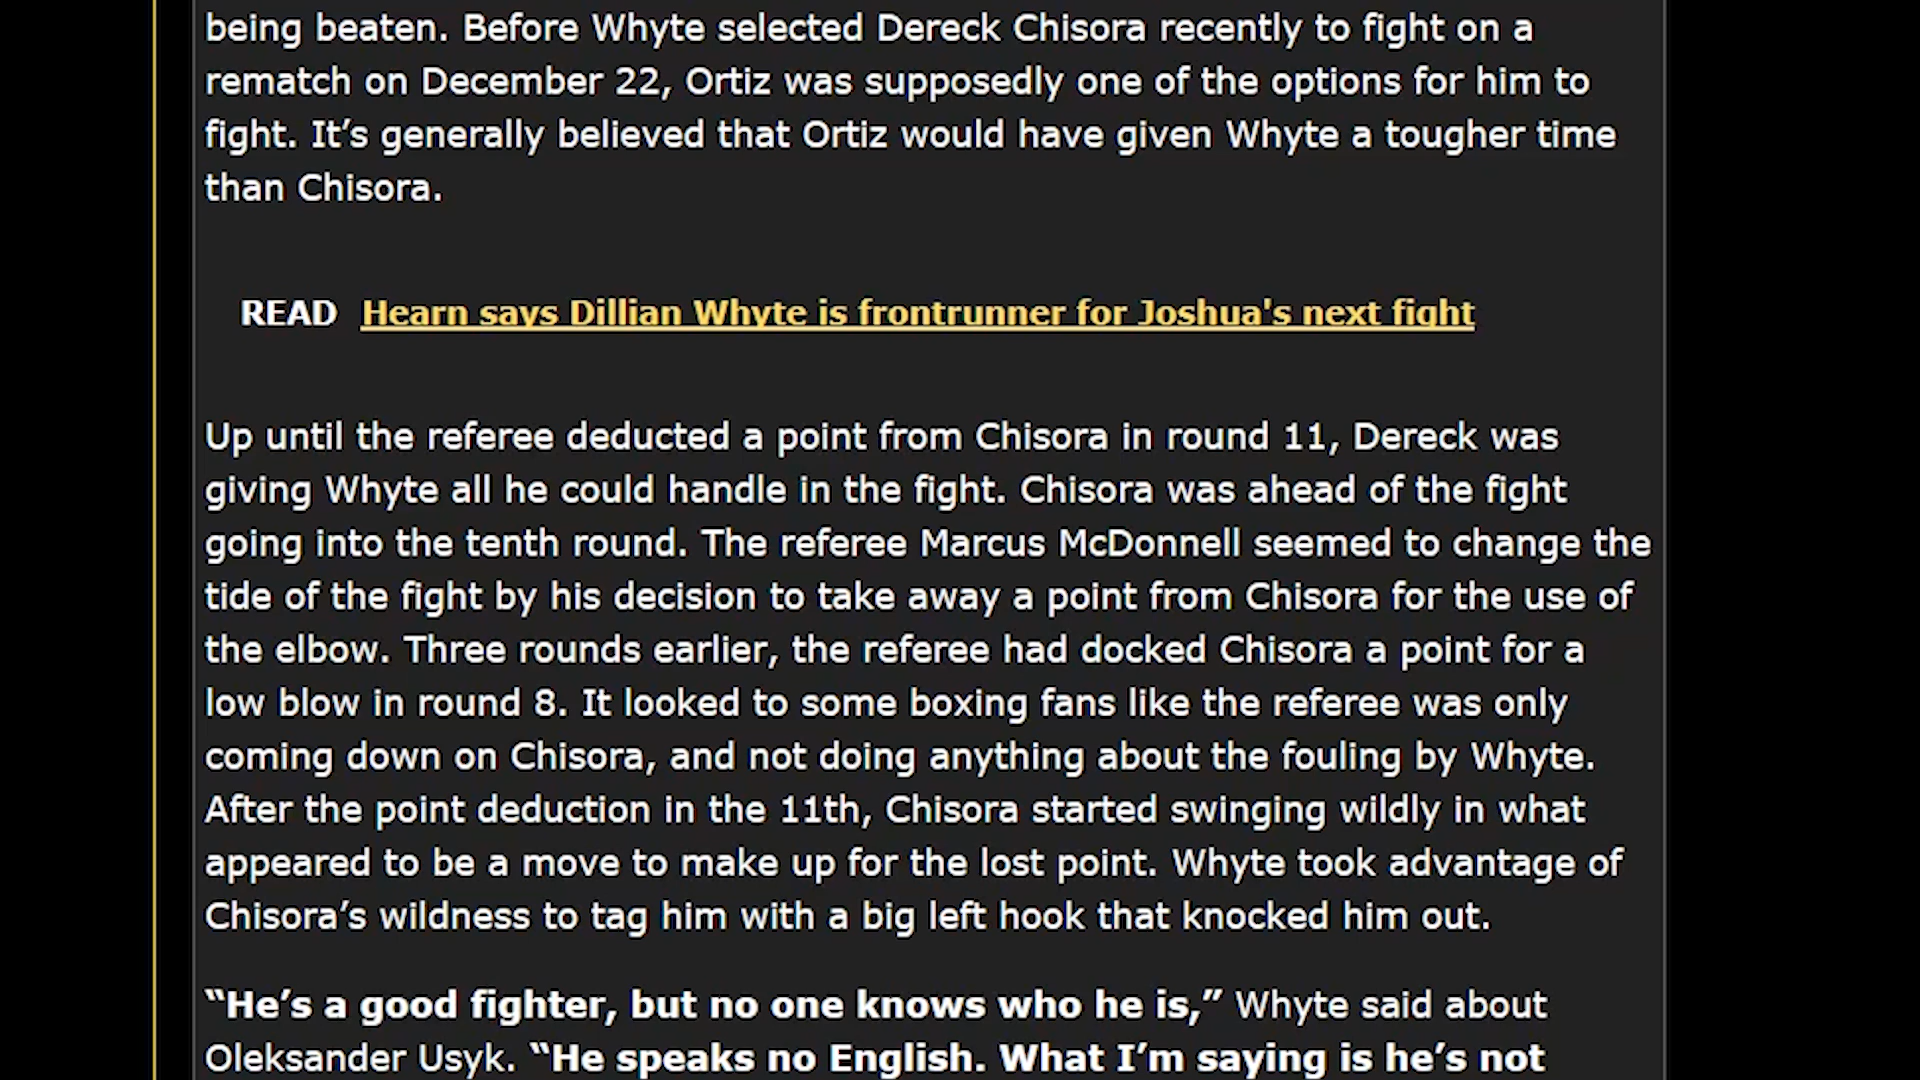 being beaten. Before Whyte selected Dereck Chisora recently to fight on a
rematch on December 22, Ortiz was supposedly one of the options for him to
fight. It’s generally believed that Ortiz would have given Whyte a tougher time
than Chisora.
READ Hearn says Dillian Whyte is frontrunner for Joshua's next fight
Up until the referee deducted a point from Chisora in round 11, Dereck was
giving Whyte all he could handle in the fight. Chisora was ahead of the fight
going into the tenth round. The referee Marcus McDonnell seemed to change the
tide of the fight by his decision to take away a point from Chisora for the use of
the elbow. Three rounds earlier, the referee had docked Chisora a point for a
low blow in round 8. It looked to some boxing fans like the referee was only
coming down on Chisora, and not doing anything about the fouling by Whyte.
After the point deduction in the 11th, Chisora started swinging wildly in what
appeared to be a move to make up for the lost point. Whyte took advantage of
Chisora’s wildness to tag him with a big left hook that knocked him out.
“He’s a good fighter, but no one knows who he is,” Whyte said about
Oleksander Usyk. “He speaks no English. What I’m saying is he’s not